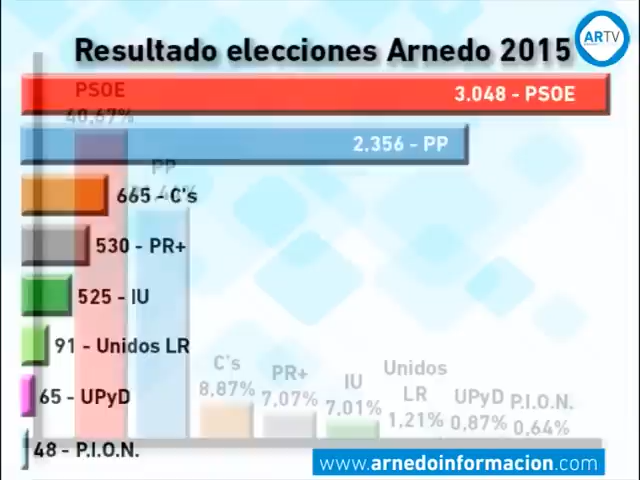 ARTV
Resultado elecciones Arnedo 2015
3.048 - PSOE
PSOE
40,67%
2.356 - PP
PP
665 - C's
530 - PR+
525 - IU
91 - Unidos LR
65 - UPyD
48 - P.I.O.N.
C's
8,87%
PR+
7,07%
IU
7,01%
Unidos
LR
1,21%
UPyD
0,87%
P.I.O.N.
0,64%
www.arnedoinformacion.com